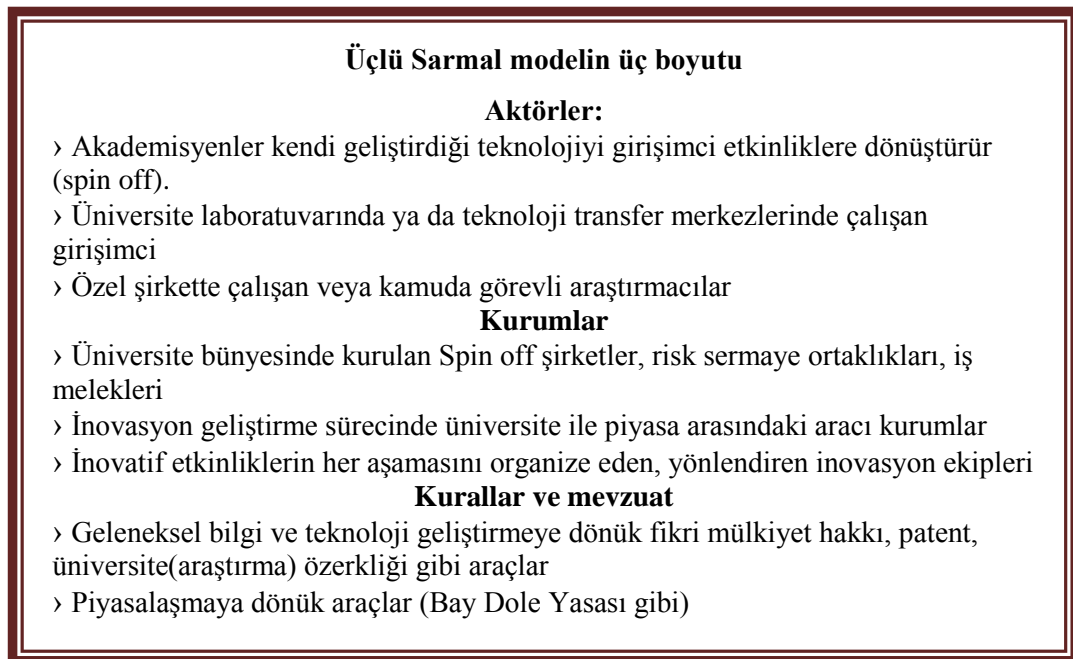 Üçlü Sarmal modelin üç boyutu
Aktörler:
› Akademisyenler kendi geliştirdiği teknolojiyi girişimci etkinliklere dönüştürür
(spin off).
› Üniversite laboratuvarında ya da teknoloji transfer merkezlerinde çalışan
girişimci
› Özel şirkette çalışan veya kamuda görevli araştırmacılar
Kurumlar
› Üniversite bünyesinde kurulan Spin off şirketler, risk sermaye ortaklıkları, iş
melekleri
› İnovasyon geliştirme sürecinde üniversite ile piyasa arasındaki aracı kurumlar
› İnovatif etkinliklerin her aşamasını organize eden, yönlendiren inovasyon ekipleri
Kurallar ve mevzuat
› Geleneksel bilgi ve teknoloji geliştirmeye dönük fikri mülkiyet hakkı, patent,
üniversite(araştırma) özerkliği gibi araçlar
› Piyasalaşmaya dönük araçlar (Bay Dole Yasası gibi)